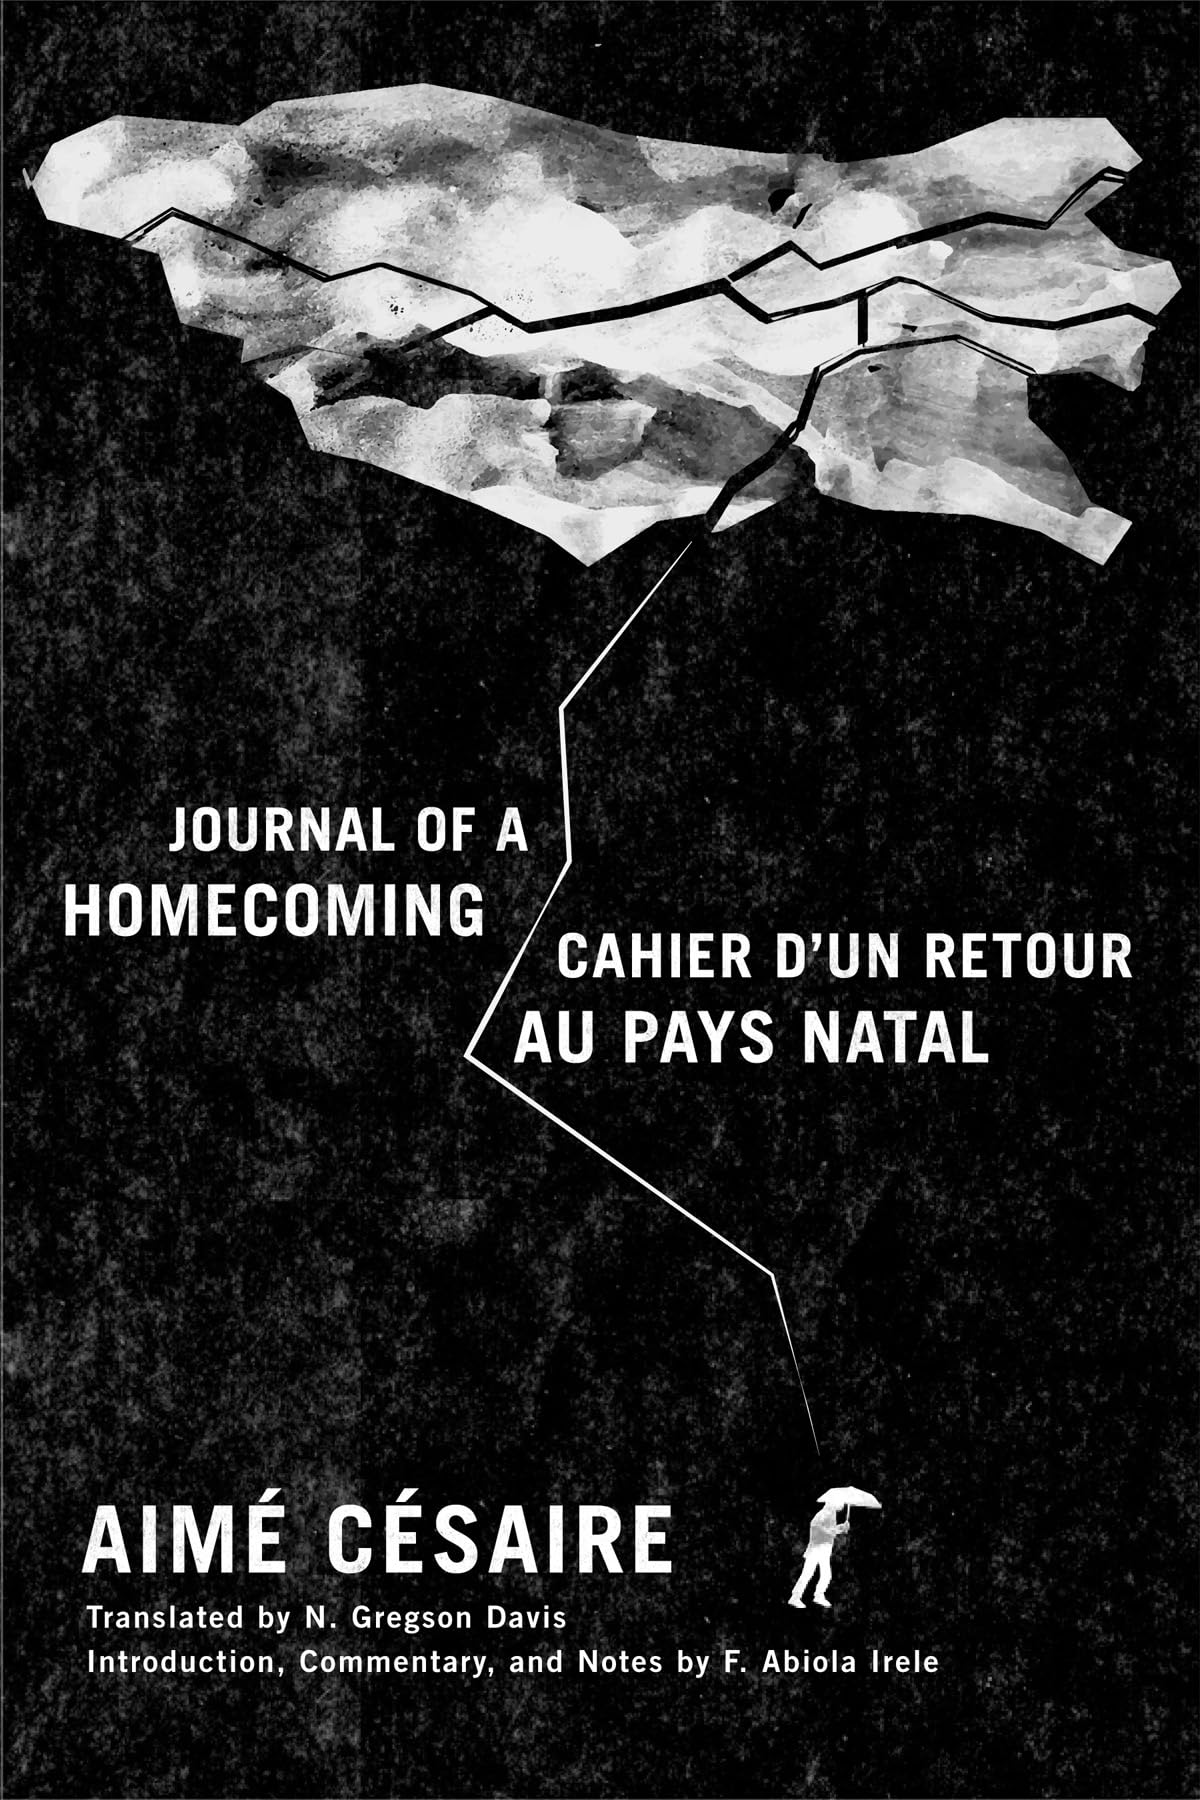 JOURNAL OF A
HOMECOMING
CAHIER D’UN RETOUR
AU PAYS NATAL
AIMÉ CÉSAIRE
Translated by N. Gregson Davis
Introduction, Commentary, and Notes by F. Abiola Irele